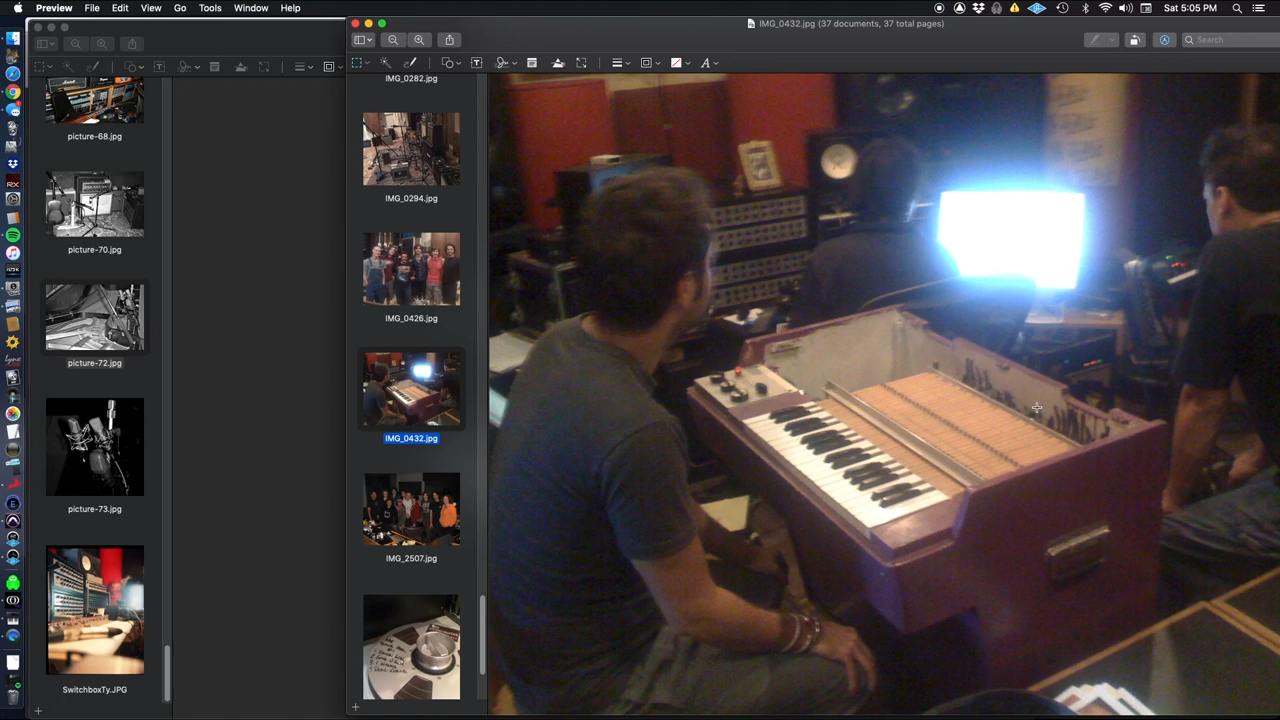 Preview File Edit View Go Tools Window Help
Sat 5:05 PM
IMG_0432.jpg (37 documents, 37 total pages)
Search
picture-68.jpg
picture-70.jpg
picture-72.jpg
picture-73.jpg
SwitchboxTy.JPG
IMG_0282.jpg
IMG_0294.jpg
IMG_0426.jpg
IMG_0432.jpg
IMG_2507.jpg
RX